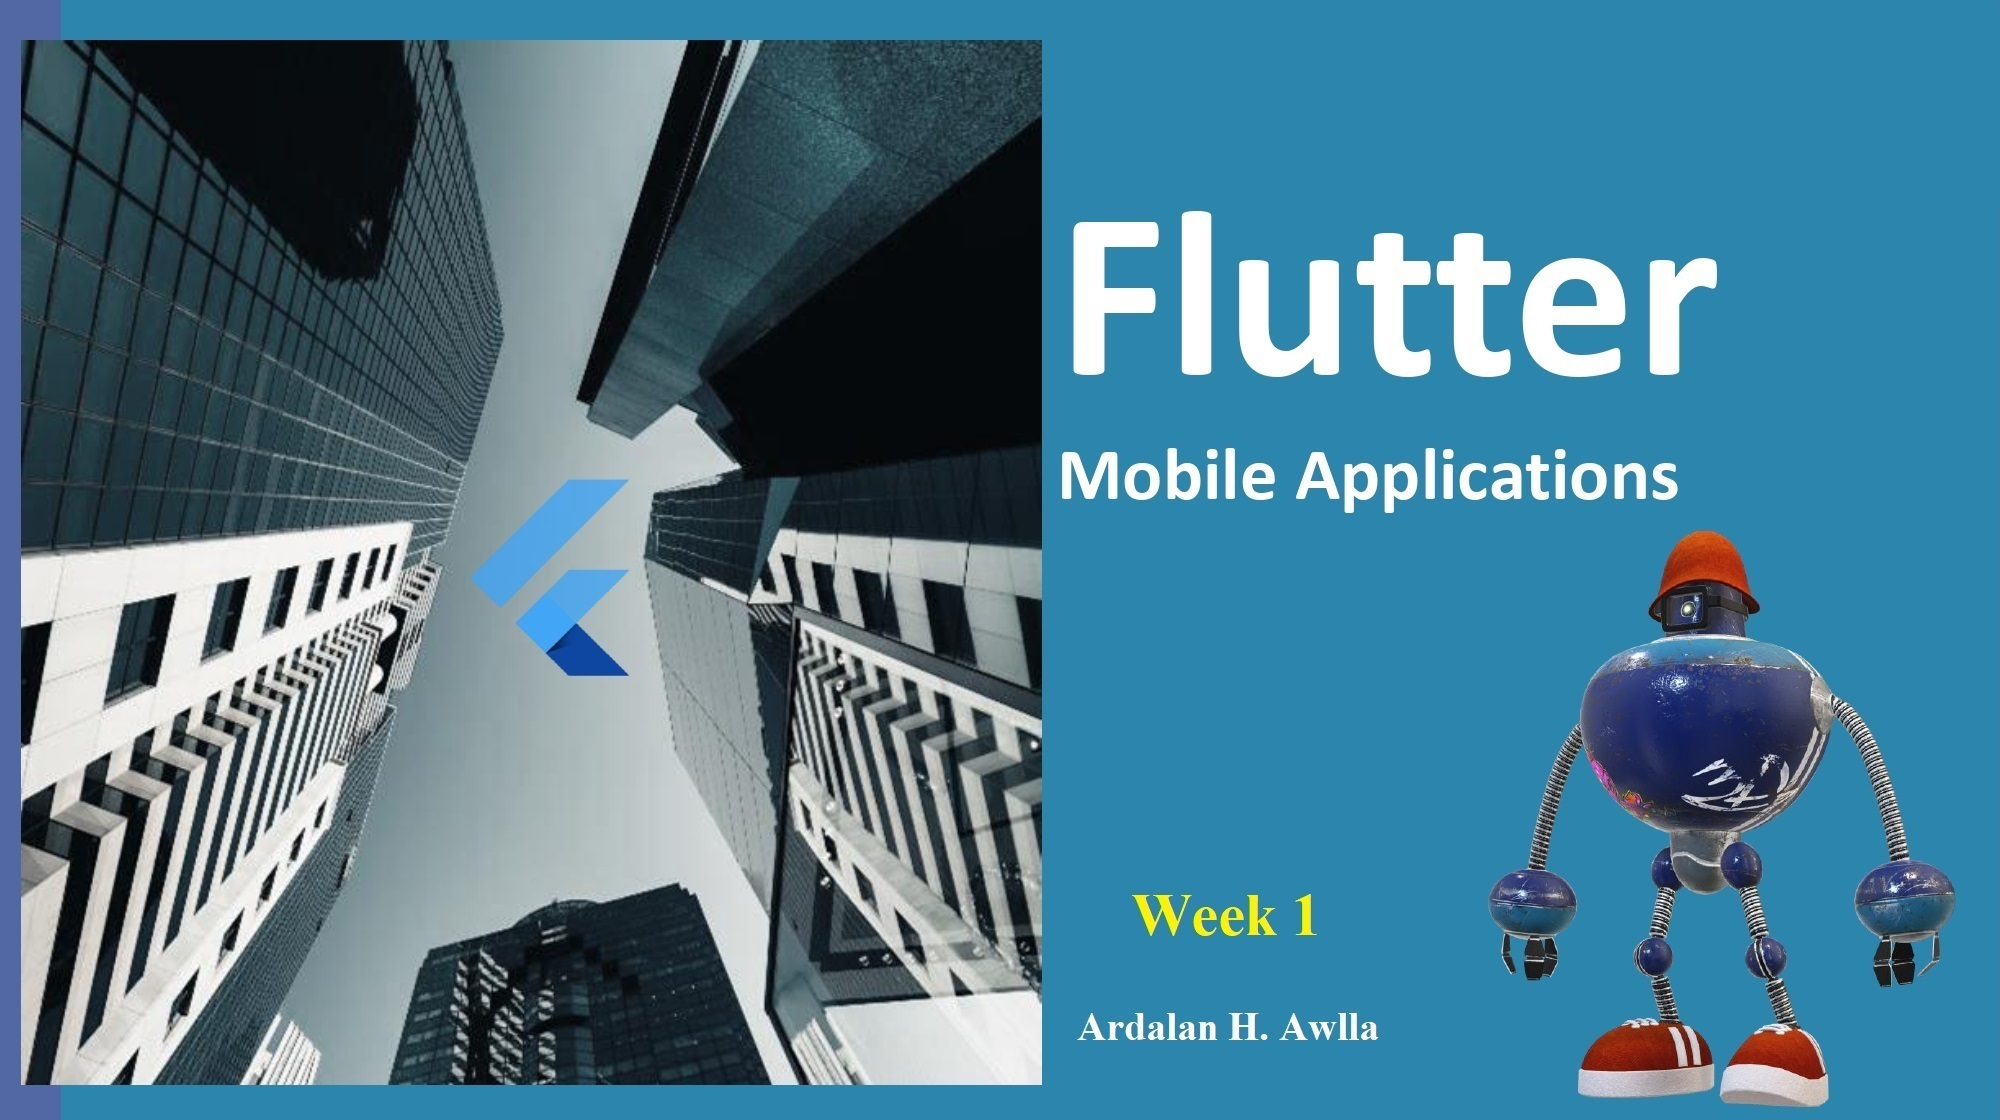 Flutter
Mobile Applications
Week 1
Ardalan H. Awlla